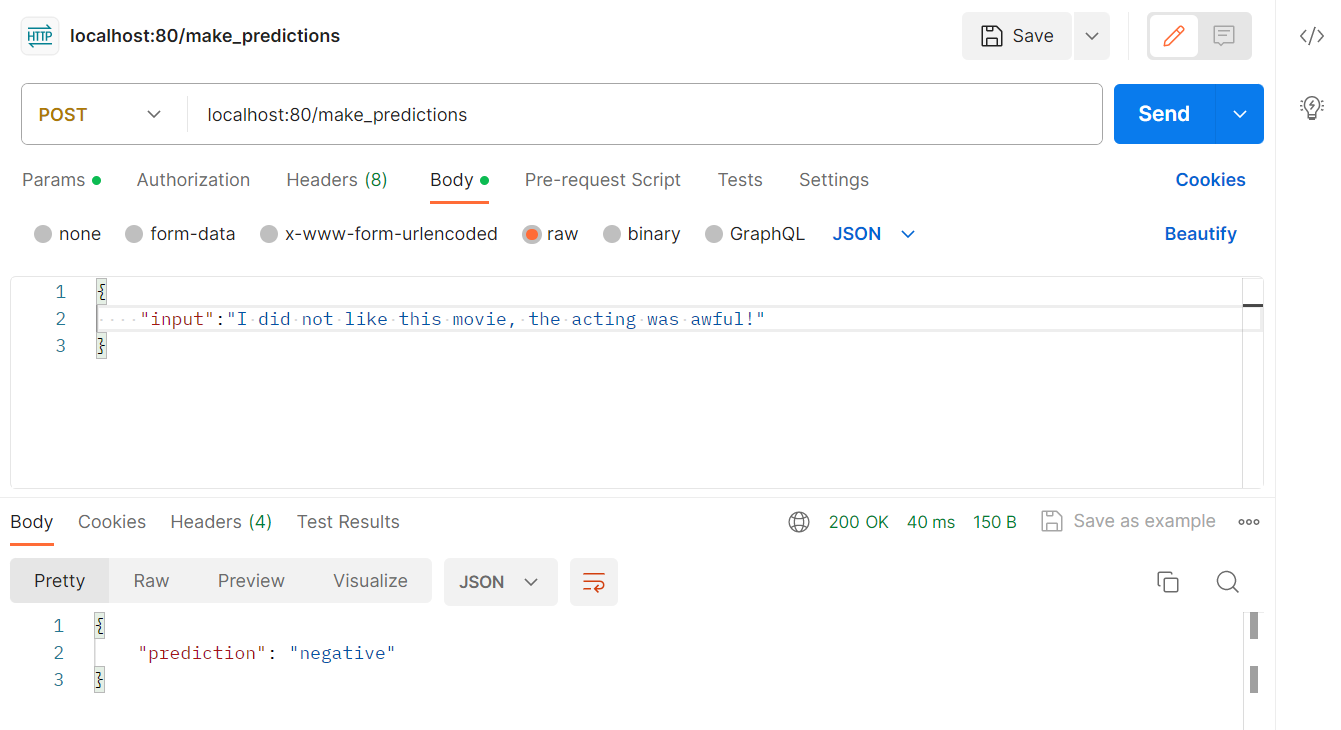 HTTP localhost:80/make_predictions Save
POST localhost:80/make_predictions Send
Params Authorization Headers (8) Body Pre-request Script Tests Settings Cookies
none form-data x-www-form-urlencoded raw binary GraphQL JSON Beautify
1 {
2 "input":"I did not like this movie, the acting was awful!"
3 }
Body Cookies Headers (4) Test Results 200 OK 40 ms 150 B Save as example
Pretty Raw Preview Visualize JSON
1 {
2 "prediction": "negative"
3 }